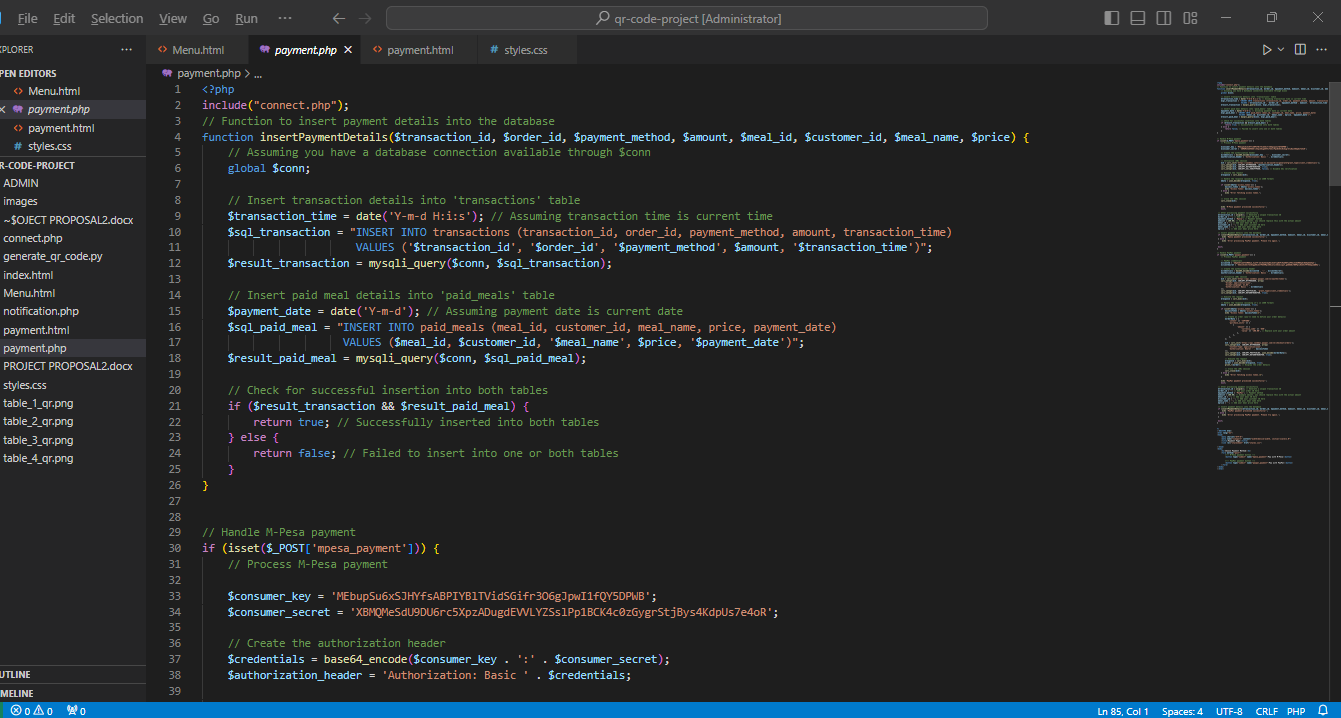 File Edit Selection View Go Run ··· qr-code-project [Administrator]
XPLORER ···
PEN EDITORS
Menu.html
payment.php
payment.html
styles.css
R-CODE-PROJECT
ADMIN
images
~$OJECT PROPOSAL2.docx
connect.php
generate_qr_code.py
index.html
Menu.html
notification.php
payment.html
payment.php
PROJECT PROPOSAL2.docx
styles.css
table_1_qr.png
table_2_qr.png
table_3_qr.png
table_4_qr.png
UTLINE
MELINE
Menu.html payment.php payment.html # styles.css
payment.php > ...
1 <?php
2 include("connect.php");
3 // Function to insert payment details into the database
4 function insertPaymentDetails($transaction_id, $order_id, $payment_method, $amount, $meal_id, $customer_id, $meal_name, $price) {
5 // Assuming you have a database connection available through $conn
6 global $conn;
7
8 // Insert transaction details into 'transactions' table
9 $transaction_time = date('Y-m-d H:i:s'); // Assuming transaction time is current time
10 $sql_transaction = "INSERT INTO transactions (transaction_id, order_id, payment_method, amount, transaction_time)
11 VALUES ('$transaction_id', '$order_id', '$payment_method', $amount, '$transaction_time')";
12 $result_transaction = mysqli_query($conn, $sql_transaction);
13
14 // Insert paid meal details into 'paid_meals' table
15 $payment_date = date('Y-m-d'); // Assuming payment date is current date
16 $sql_paid_meal = "INSERT INTO paid_meals (meal_id, customer_id, meal_name, price, payment_date)
17 VALUES ($meal_id, $customer_id, '$meal_name', $price, '$payment_date')";
18 $result_paid_meal = mysqli_query($conn, $sql_paid_meal);
19
20 // Check for successful insertion into both tables
21 if ($result_transaction && $result_paid_meal) {
22 return true; // Successfully inserted into both tables
23 } else {
24 return false; // Failed to insert into one or both tables
25 }
26 }
27
28
29 // Handle M-Pesa payment
30 if (isset($_POST['mpesa_payment'])) {
31 // Process M-Pesa payment
32
33 $consumer_key = 'MEbupSu6xSJHYfsABPIYBlTVidSGifr3O6gJpwI1fQY5DPWB';
34 $consumer_secret = 'XBMQMeSdU9DU6rc5XpzADugdEVVLYZSslPp1BCK4c0zGygrStjBys4KdpUs7e4oR';
35
36 // Create the authorization header
37 $credentials = base64_encode($consumer_key . ':' . $consumer_secret);
38 $authorization_header = 'Authorization: Basic ' . $credentials;
39
0 0 0 Ln 85, Col 1 Spaces: 4 UTF-8 CRLF PHP